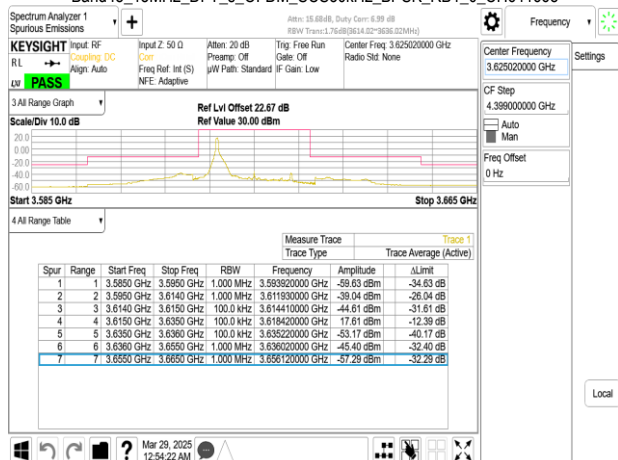 Spectrum Analyzer 1
Spurious Emissions
Attn: 15.68dB, Duty Corr: 6.99 dB
RBW Trans:1.76dB(3614.02~3636.02MHz)
Frequency
KEYSIGHT
RL
PASS
Input: RF
Coupling: DC
Align: Auto
Input Z: 50 Ω
Corr
Freq Ref: Int (S)
NFE: Adaptive
Atten: 20 dB
Preamp: Off
µW Path: Standard
Trig: Free Run
Gate: Off
IF Gain: Low
Center Freq: 3.625020000 GHz
Radio Std: None
Center Frequency
3.625020000 GHz
Settings
CF Step
4.399000000 GHz
Auto
Man
Freq Offset
0 Hz
3 All Range Graph
Scale/Div 10.0 dB
Ref Lvl Offset 22.67 dB
Ref Value 30.00 dBm
20.0
0.00
-20.0
-40.0
-60.0
Start 3.585 GHz
Stop 3.665 GHz
4 All Range Table
Measure Trace Trace 1
Trace Type Trace Average (Active)
Spur Range Start Freq Stop Freq RBW Frequency Amplitude ΔLimit
1 1 3.5850 GHz 3.5950 GHz 1.000 MHz 3.593920000 GHz -59.63 dBm -34.63 dB
2 2 3.5950 GHz 3.6140 GHz 1.000 MHz 3.611930000 GHz -39.04 dBm -26.04 dB
3 3 3.6140 GHz 3.6150 GHz 100.0 kHz 3.614410000 GHz -44.61 dBm -31.61 dB
4 4 3.6150 GHz 3.6350 GHz 100.0 kHz 3.618420000 GHz 17.61 dBm -12.39 dB
5 5 3.6350 GHz 3.6360 GHz 100.0 kHz 3.635220000 GHz -53.17 dBm -40.17 dB
6 6 3.6360 GHz 3.6550 GHz 1.000 MHz 3.636020000 GHz -45.40 dBm -32.40 dB
7 7 3.6550 GHz 3.6650 GHz 1.000 MHz 3.656120000 GHz -57.29 dBm -32.29 dB
Local
Mar 29, 2025
12:54:22 AM